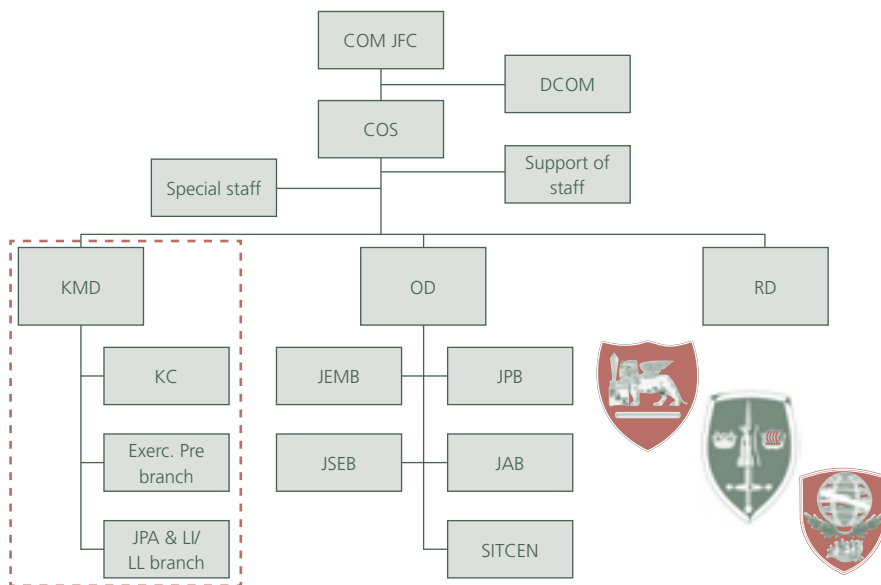 COM JFC
DCOM
COS
Special staff
Support of
staff
KMD
OD
RD
KC
JEMB
JPB
Exerc. Pre
branch
JSEB
JAB
JPA & LI/
LL branch
SITCEN